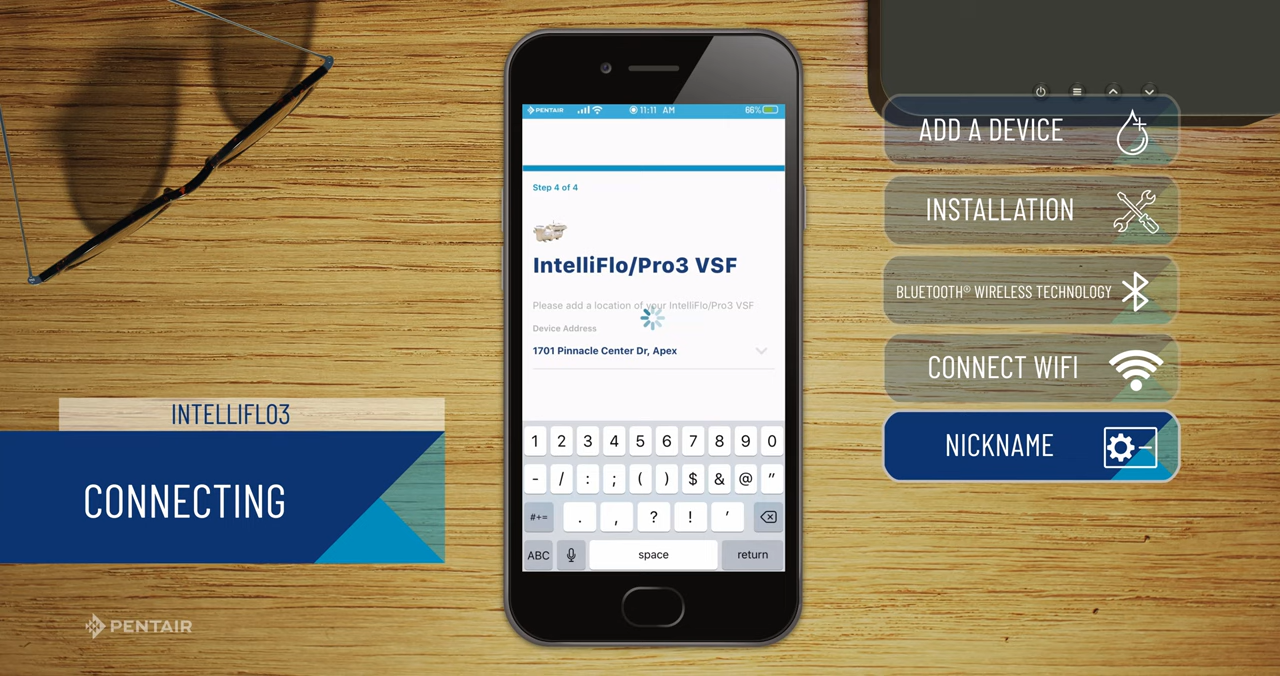 INTELLIFLO3
CONNECTING
PENTAIR
PENTAIR
11:11 AM
66%
Step 4 of 4
IntelliFlo/Pro3 VSF
Please add a location of your IntelliFlo/Pro3 VSF
Device Address
1701 Pinnacle Center Dr, Apex
1 2 3 4 5 6 7 8 9 0
- / : ; ( ) $ & @ "
#+= . , ? ! '
ABC space return
ADD A DEVICE
INSTALLATION
BLUETOOTH® WIRELESS TECHNOLOGY
CONNECT WIFI
NICKNAME